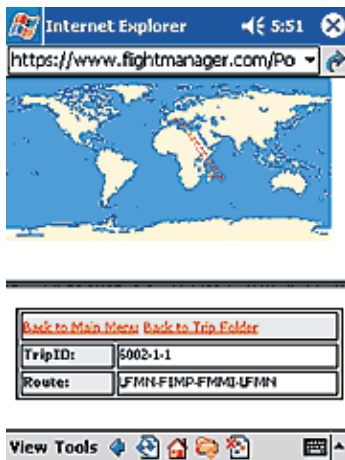 Internet Explorer 5:51
https://www.flightmanager.com/Po
Back to Main Menu Back to Trip Folder
TripID: 6002-1-1
Route: LFMN-FIMP-FMMI-LFMN
View Tools